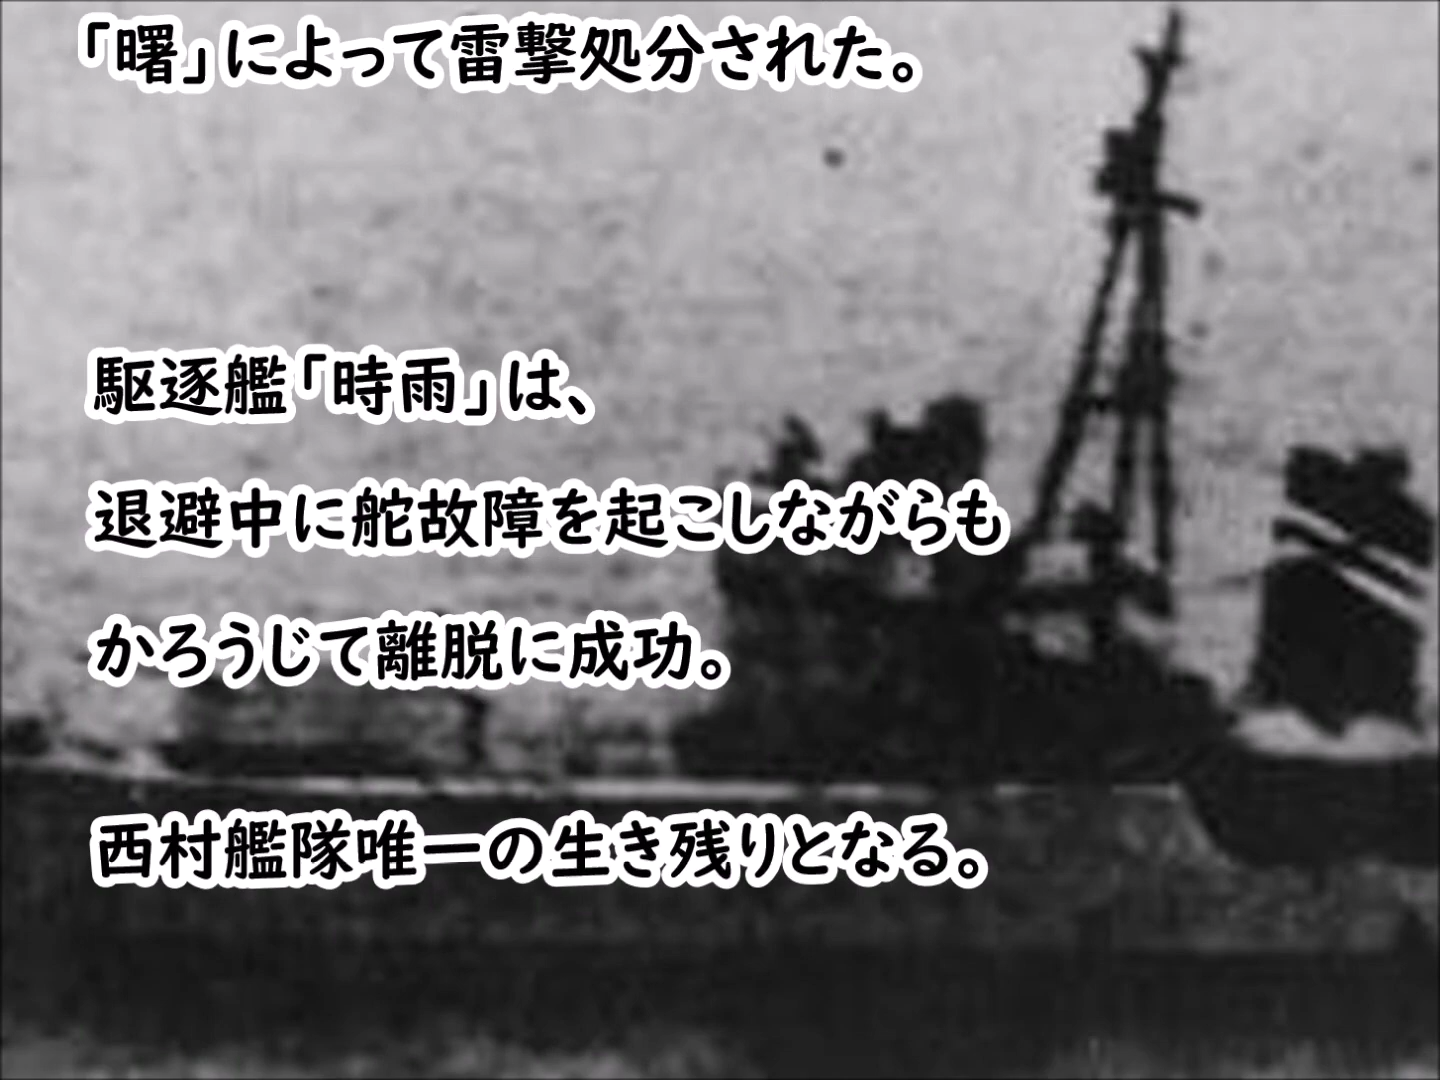 「曙」によって雷撃処分された。
駆逐艦「時雨」は、
退避中に舵故障を起こしながらも
かろうじて離脱に成功。
西村艦隊唯一の生き残りとなる。